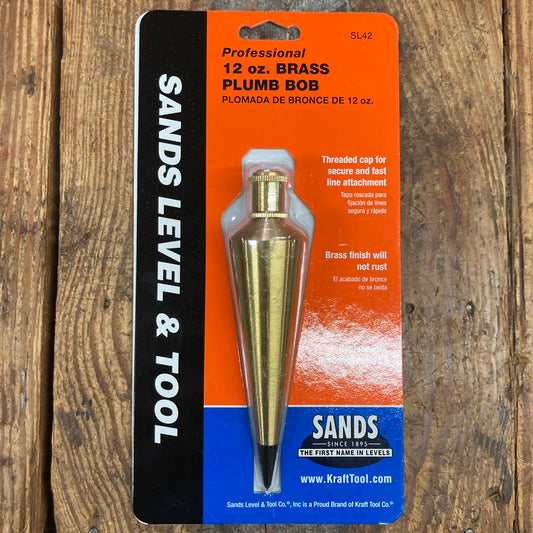 SL42
Professional
12 oz. BRASS
PLUMB BOB
PLOMADA DE BRONCE DE 12 oz.
SANDS LEVEL & TOOL
Threaded cap for
secure and fast
line attachment
Tapa roscada para
fijación de línea
segura y rápida
Brass finish will
not rust
El acabado de bronce
no se oxida
SANDS
SINCE 1895
THE FIRST NAME IN LEVELS
www.KraftTool.com
Sands Level & Tool Co.®, Inc is a Proud Brand of Kraft Tool Co.®